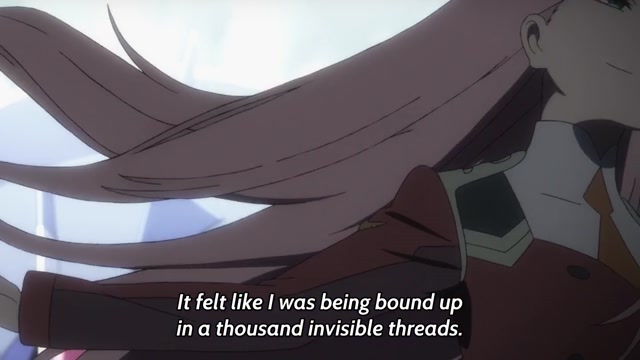 It felt like I was being bound up
in a thousand invisible threads.